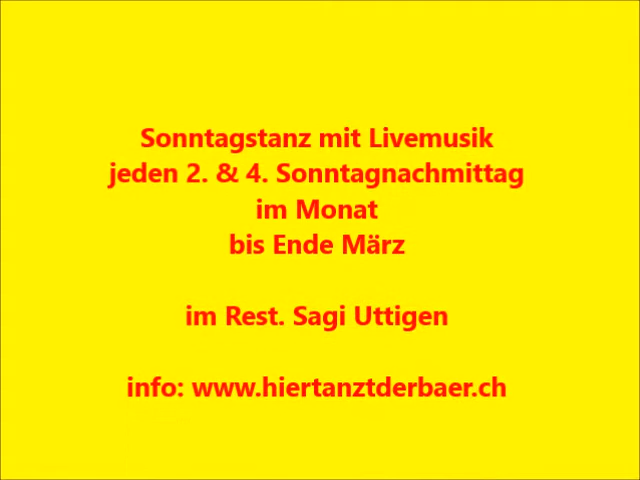 Sonntagstanz mit Livemusik
jeden 2. & 4. Sonntagnachmittag
im Monat
bis Ende März
im Rest. Sagi Uttigen
info: www.hiertanztderbaer.ch